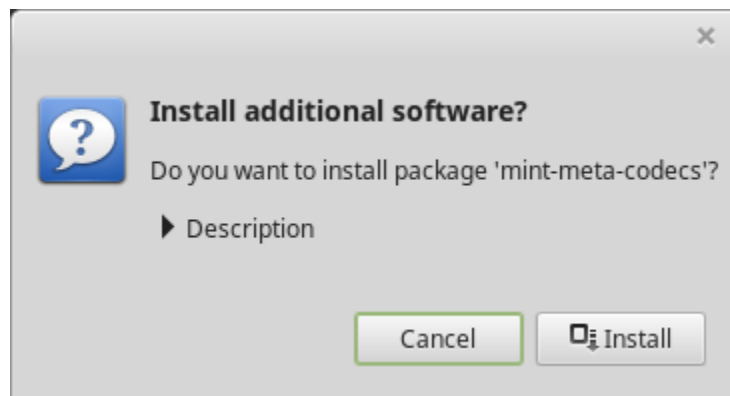 Install additional software?
Do you want to install package 'mint-meta-codecs'?
Description
Cancel
Install